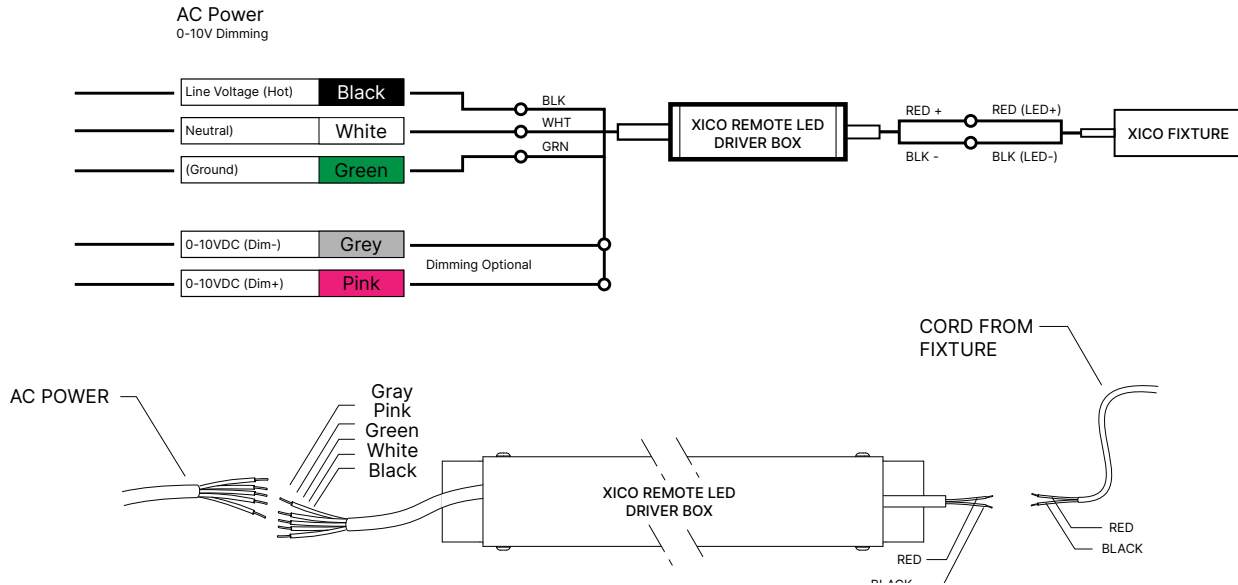 AC Power
0-10V Dimming
Line Voltage (Hot) Black
BLK
Neutral) White
WHT
(Ground) Green
GRN
XICO REMOTE LED
DRIVER BOX
RED +
RED (LED+)
BLK -
BLK (LED-)
XICO FIXTURE
0-10VDC (Dim-) Grey
Dimming Optional
0-10VDC (Dim+) Pink
CORD FROM
FIXTURE
AC POWER
Gray
Pink
Green
White
Black
XICO REMOTE LED
DRIVER BOX
RED
BLACK
RED
BLACK